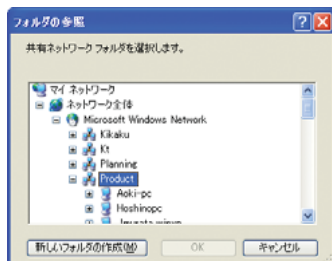 フォルダの参照
共有ネットワーク フォルダを選択します。
マイ ネットワーク
ネットワーク全体
Microsoft Windows Network
Kikaku
Kt
Planning
Product
Aoki-pc
Hoshinopc
新しいフォルダの作成(M)
OK
キャンセル